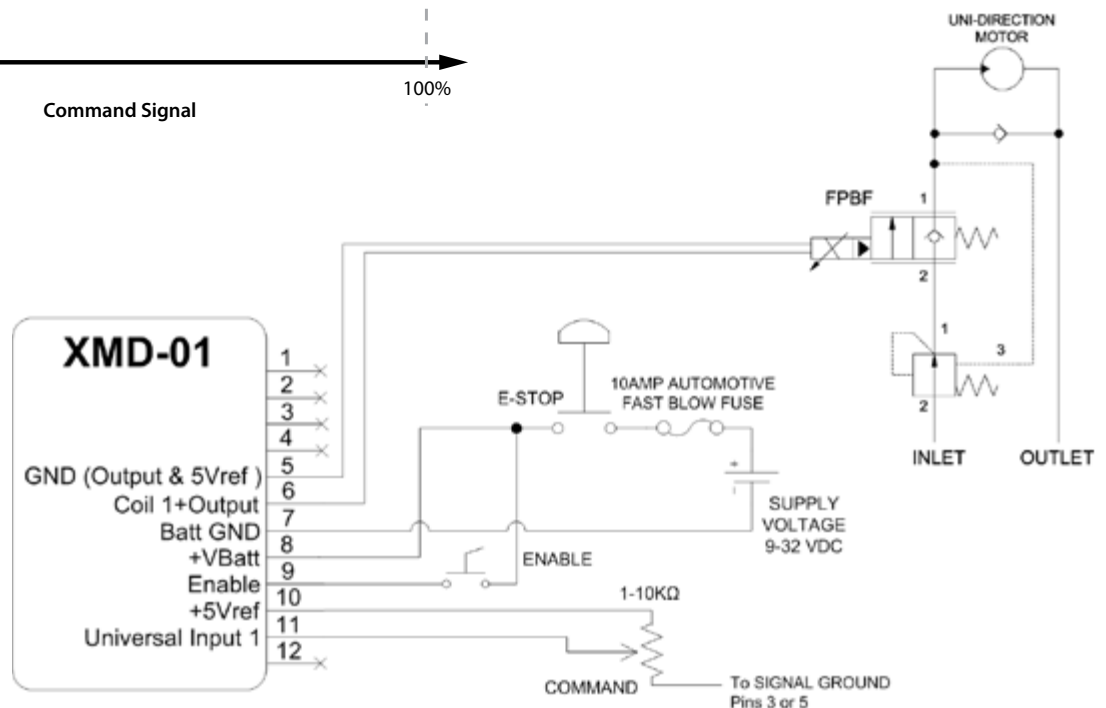 100%
Command Signal
UNI-DIRECTION
MOTOR
FPBF
1
2
1
3
2
INLET
OUTLET
XMD-01
1
2
3
4
GND (Output & 5Vref )
5
Coil 1+Output
6
Batt GND
7
+VBatt
8
Enable
9
+5Vref
10
Universal Input 1
11
12
E-STOP
10AMP AUTOMOTIVE
FAST BLOW FUSE
+
-
SUPPLY
VOLTAGE
9-32 VDC
ENABLE
1-10KΩ
COMMAND
To SIGNAL GROUND
Pins 3 or 5